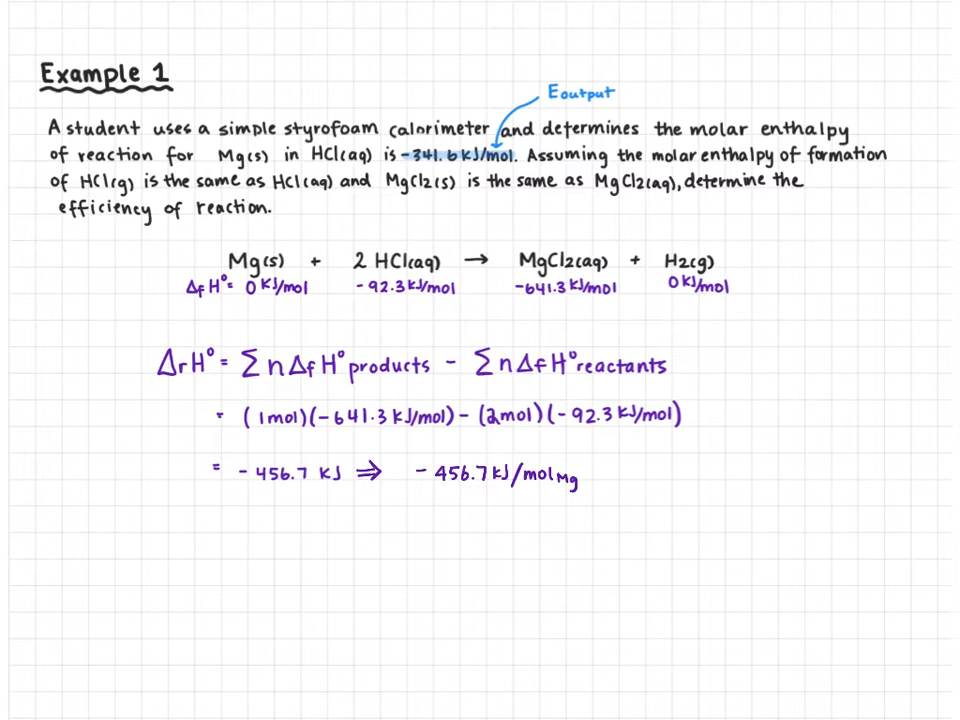 Example 1
Eoutput
A student uses a simple styrofoam calorimeter and determines the molar enthalpy
of reaction for Mg(s) in HCl(aq) is -341.6 kJ/mol. Assuming the molar enthalpy of formation
of HCl(g) is the same as HCl(aq) and MgCl2(s) is the same as MgCl2(aq), determine the
efficiency of reaction.
Mg(s) + 2 HCl(aq) → MgCl2(aq) + H2(g)
ΔfH°= 0 kJ/mol -92.3 kJ/mol -641.3 kJ/mol 0 kJ/mol
ΔrH° = Σ n ΔfH° products - Σ n ΔfH° reactants
= (1mol)(-641.3 kJ/mol) - (2mol)(-92.3 kJ/mol)
= -456.7 KJ ⇒ -456.7 kJ/mol Mg